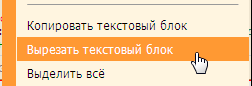 Копировать текстовый блок
Вырезать текстовый блок
Выделить всё